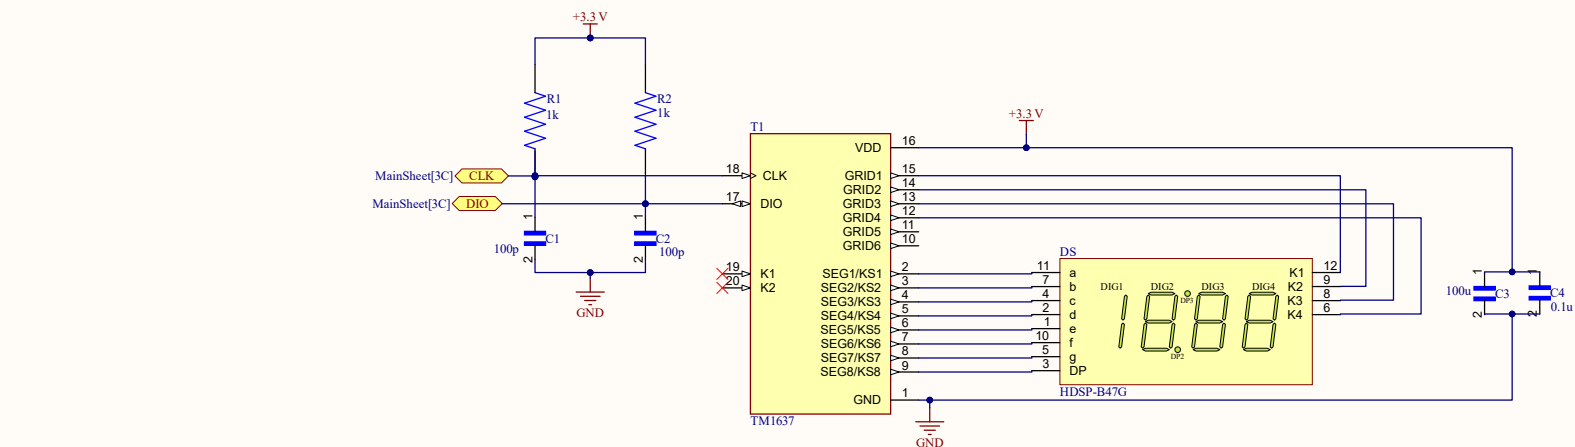 +3.3 V
R1
1k
R2
1k
MainSheet[3C] CLK
MainSheet[3C] DIO
1
C1
100p
2
1
C2
100p
2
GND
T1
18 CLK
17 DIO
19 K1
20 K2
VDD 16
GRID1 15
GRID2 14
GRID3 13
GRID4 12
GRID5 11
GRID6 10
SEG1/KS1 2
SEG2/KS2 3
SEG3/KS3 4
SEG4/KS4 5
SEG5/KS5 6
SEG6/KS6 7
SEG7/KS7 8
SEG8/KS8 9
GND 1
TM1637
+3.3 V
GND
DS
11 a
7 b
4 c
2 d
1 e
10 f
5 g
3 DP
DIG1 DIG2 DIG3 DIG4
DP3
18.88
DP2
K1 12
K2 9
K3 8
K4 6
HDSP-B47G
1
100u C3
2
1
C4
0.1u
2